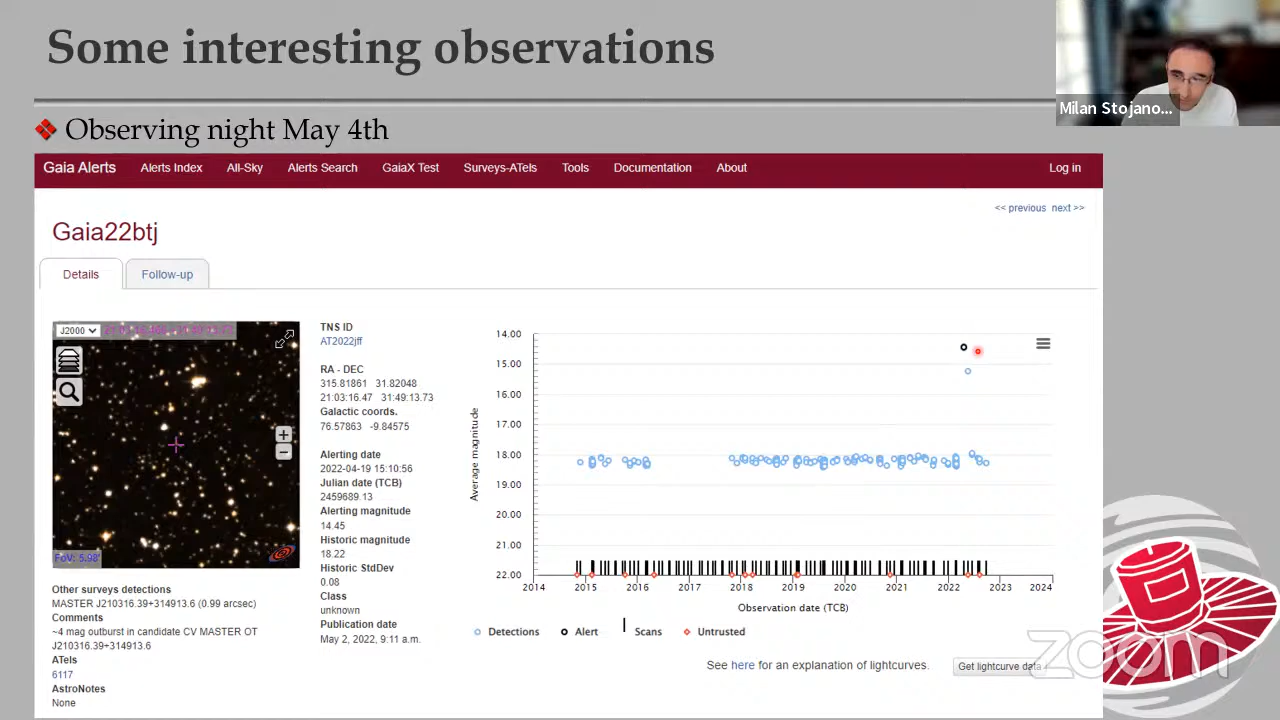 Some interesting observations
Milan Stojano...
Observing night May 4th
Gaia Alerts Alerts Index All-Sky Alerts Search GaiaX Test Surveys-ATels Tools Documentation About Log in
<< previous next >>
Gaia22btj
Details Follow-up
J2000
FoV: 5.98'
TNS ID
AT2022jff
RA - DEC
315.81861 31.82048
21:03:16.47 31:49:13.73
Galactic coords.
76.57863 -9.84575
Alerting date
2022-04-19 15:10:56
Julian date (TCB)
2459689.13
Alerting magnitude
14.45
Historic magnitude
18.22
Historic StdDev
0.08
Class
unknown
Publication date
May 2, 2022, 9:11 a.m.
Other surveys detections
MASTER J210316.39+314913.6 (0.99 arcsec)
Comments
~4 mag outburst in candidate CV MASTER OT
J210316.39+314913.6
ATels
6117
AstroNotes
None
Average magnitude
14.00
15.00
16.00
17.00
18.00
19.00
20.00
21.00
22.00
2014 2015 2016 2017 2018 2019 2020 2021 2022 2023 2024
Observation date (TCB)
Detections Alert Scans Untrusted
See here for an explanation of lightcurves.
Get lightcurve data
zoom